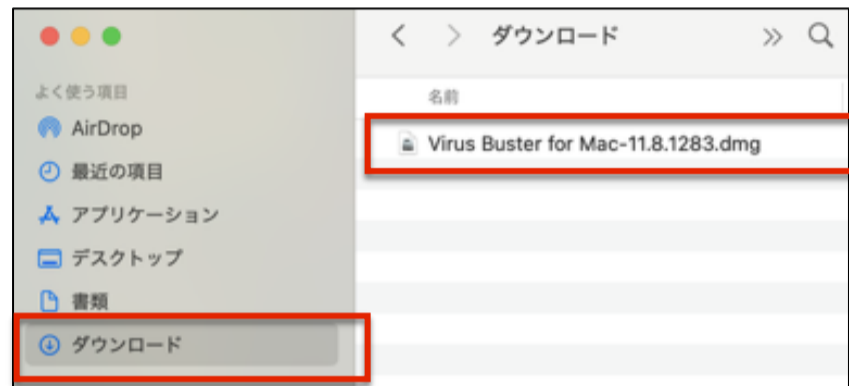 ダウンロード
よく使う項目
AirDrop
最近の項目
アプリケーション
デスクトップ
書類
ダウンロード
名前
Virus Buster for Mac-11.8.1283.dmg